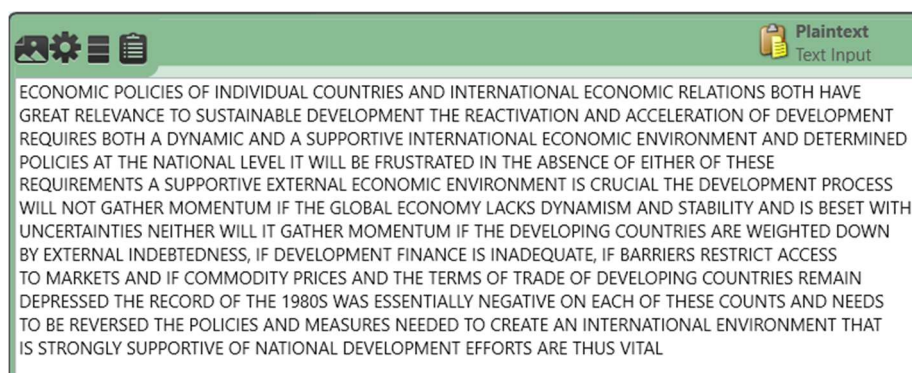 Plaintext
Text Input
ECONOMIC POLICIES OF INDIVIDUAL COUNTRIES AND INTERNATIONAL ECONOMIC RELATIONS BOTH HAVE
GREAT RELEVANCE TO SUSTAINABLE DEVELOPMENT THE REACTIVATION AND ACCELERATION OF DEVELOPMENT
REQUIRES BOTH A DYNAMIC AND A SUPPORTIVE INTERNATIONAL ECONOMIC ENVIRONMENT AND DETERMINED
POLICIES AT THE NATIONAL LEVEL IT WILL BE FRUSTRATED IN THE ABSENCE OF EITHER OF THESE
REQUIREMENTS A SUPPORTIVE EXTERNAL ECONOMIC ENVIRONMENT IS CRUCIAL THE DEVELOPMENT PROCESS
WILL NOT GATHER MOMENTUM IF THE GLOBAL ECONOMY LACKS DYNAMISM AND STABILITY AND IS BESET WITH
UNCERTAINTIES NEITHER WILL IT GATHER MOMENTUM IF THE DEVELOPING COUNTRIES ARE WEIGHTED DOWN
BY EXTERNAL INDEBTEDNESS, IF DEVELOPMENT FINANCE IS INADEQUATE, IF BARRIERS RESTRICT ACCESS
TO MARKETS AND IF COMMODITY PRICES AND THE TERMS OF TRADE OF DEVELOPING COUNTRIES REMAIN
DEPRESSED THE RECORD OF THE 1980S WAS ESSENTIALLY NEGATIVE ON EACH OF THESE COUNTS AND NEEDS
TO BE REVERSED THE POLICIES AND MEASURES NEEDED TO CREATE AN INTERNATIONAL ENVIRONMENT THAT
IS STRONGLY SUPPORTIVE OF NATIONAL DEVELOPMENT EFFORTS ARE THUS VITAL